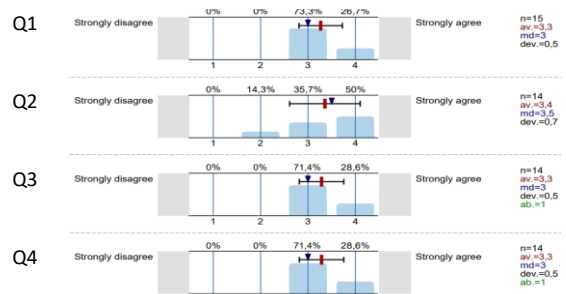 Q1
0% 0% 73,3% 26,7%
Strongly disagree Strongly agree
1 2 3 4
n=15
av.=3,3
md=3
dev.=0,5
Q2
0% 14,3% 35,7% 50%
Strongly disagree Strongly agree
1 2 3 4
n=14
av.=3,4
md=3,5
dev.=0,7
Q3
0% 0% 71,4% 28,6%
Strongly disagree Strongly agree
1 2 3 4
n=14
av.=3,3
md=3
dev.=0,5
ab.=1
Q4
0% 0% 71,4% 28,6%
Strongly disagree Strongly agree
1 2 3 4
n=14
av.=3,3
md=3
dev.=0,5
ab.=1